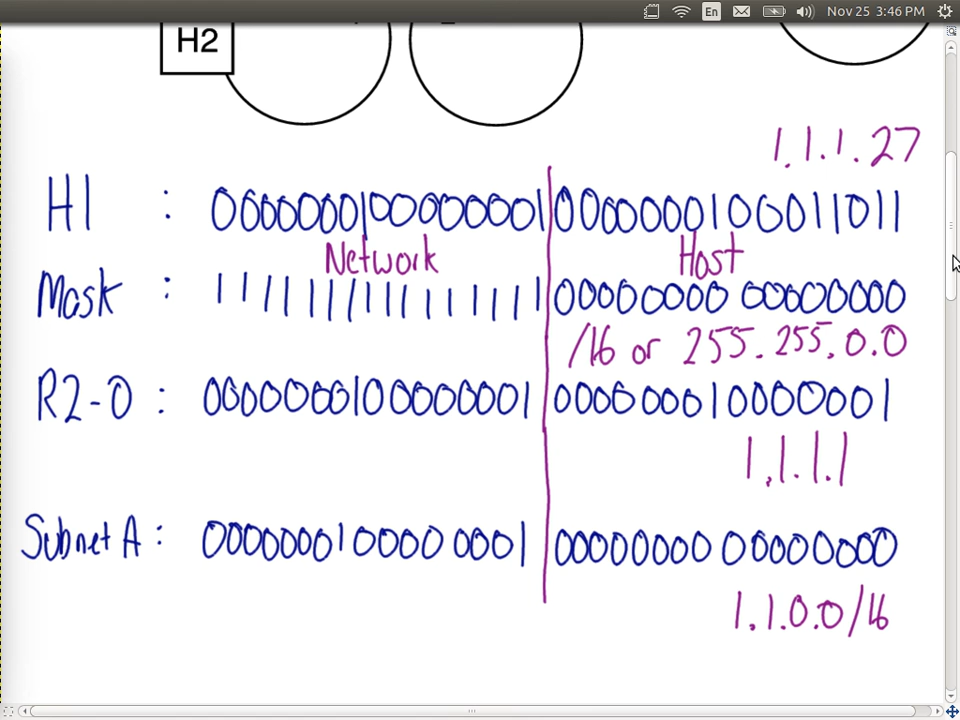 Nov 25 3:46 PM
En
H2
1.1.1.27
H1 : 0000000100000001 0000000100011011
Network Host
Mask : 1111111111111111 00000000 00000000
/16 or 255.255.0.0
R2-0 : 0000000100000001 000000010000001
1.1.1.1
Subnet A : 0000000100000001 00000000 00000000
1.1.0.0/16